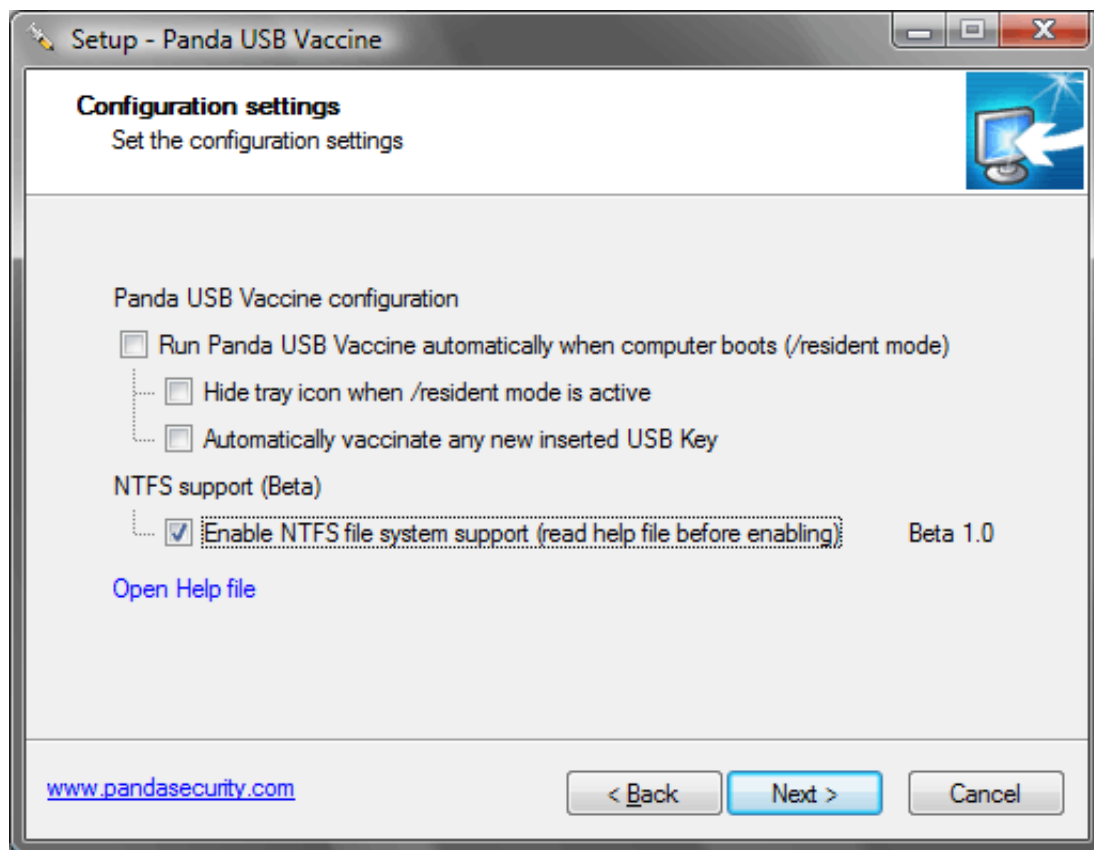 Setup - Panda USB Vaccine
Configuration settings
Set the configuration settings
Panda USB Vaccine configuration
Run Panda USB Vaccine automatically when computer boots (/resident mode)
Hide tray icon when /resident mode is active
Automatically vaccinate any new inserted USB Key
NTFS support (Beta)
Enable NTFS file system support (read help file before enabling) Beta 1.0
Open Help file
www.pandasecurity.com < Back Next > Cancel